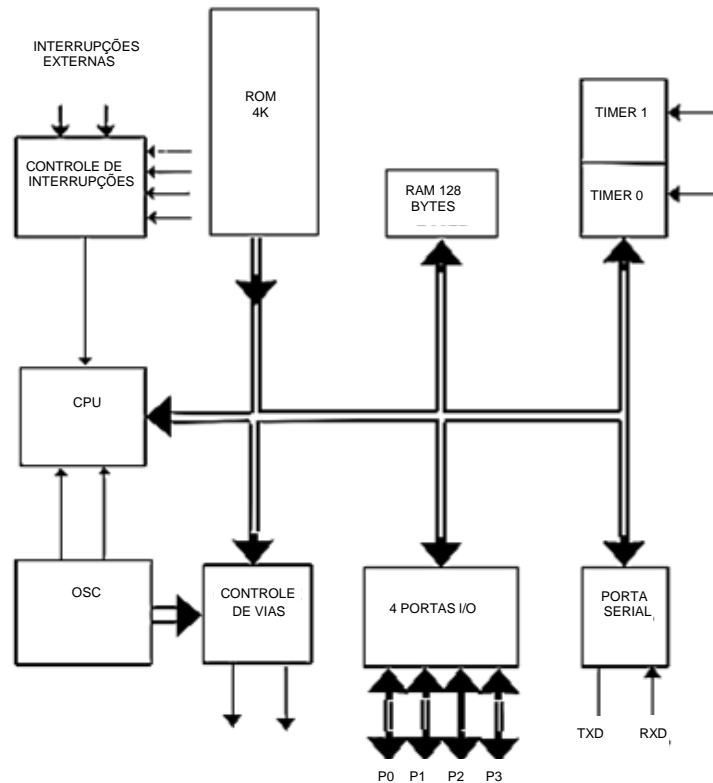 INTERRUPÇÕES
EXTERNAS
ROM
4K
TIMER 1
CONTROLE DE
INTERRUPÇÕES
RAM 128
BYTES
TIMER 0
CPU
OSC
CONTROLE
DE VIAS
4 PORTAS I/O
PORTA
SERIAL
TXD
RXD
P0
P1
P2
P3